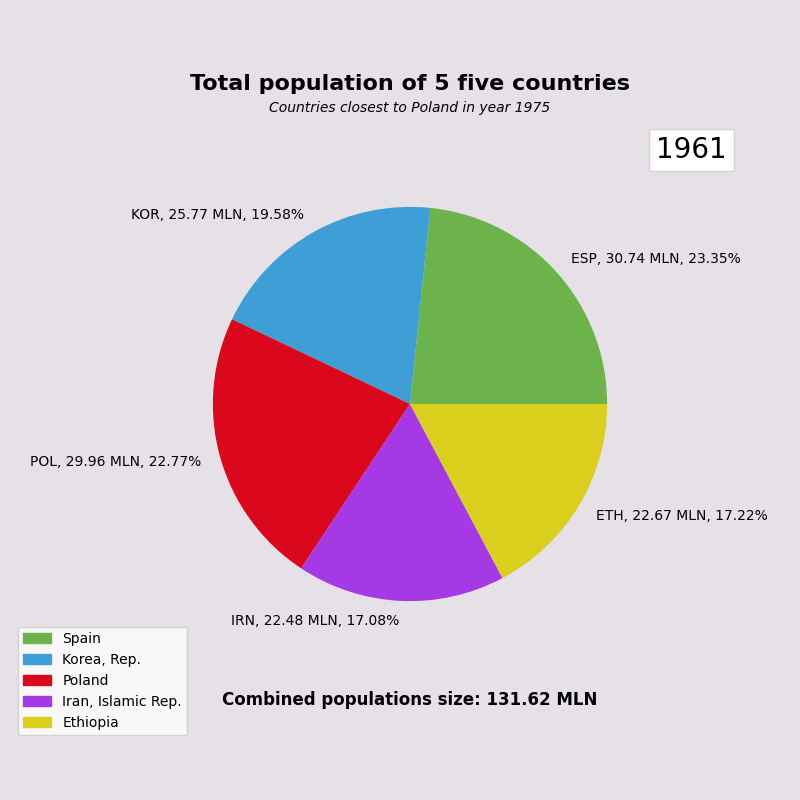 Total population of 5 five countries
Countries closest to Poland in year 1975
1961
KOR, 25.77 MLN, 19.58%
ESP, 30.74 MLN, 23.35%
POL, 29.96 MLN, 22.77%
ETH, 22.67 MLN, 17.22%
IRN, 22.48 MLN, 17.08%
Spain
Korea, Rep.
Poland
Iran, Islamic Rep.
Ethiopia
Combined populations size: 131.62 MLN